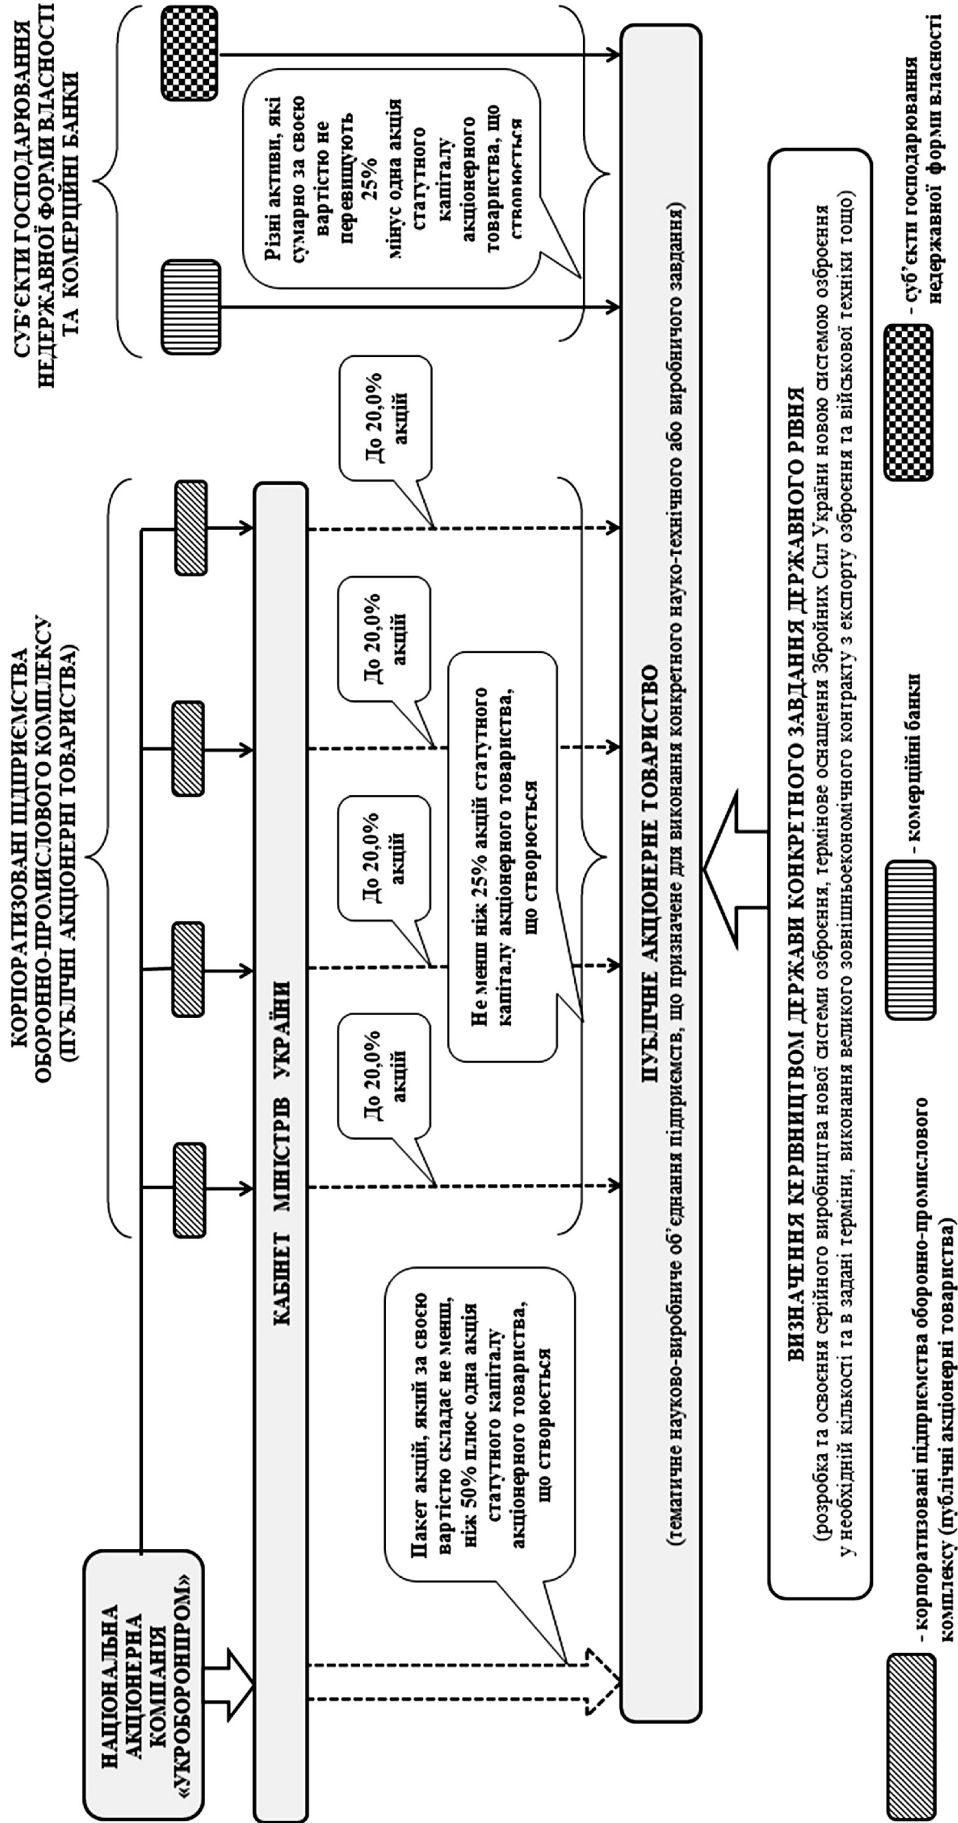 КОРПОРАТИЗОВАНІ ПІДПРИЄМСТВА
ОБОРОННО-ПРОМИСЛОВОГО КОМПЛЕКСУ
(ПУБЛІЧНІ АКЦІОНЕРНІ ТОВАРИСТВА)
СУБ’ЄКТИ ГОСПОДАРЮВАННЯ
НЕДЕРЖАВНОЇ ФОРМИ ВЛАСНОСТІ
ТА КОМЕРЦІЙНІ БАНКИ
НАЦІОНАЛЬНА
АКЦІОНЕРНА
КОМПАНІЯ
«УКРОБОРОНПРОМ»
КАБІНЕТ МІНІСТРІВ УКРАЇНИ
Пакет акцій, який за своєю
вартістю складає не менш,
ніж 50% плюс одна акція
статутного капіталу
акціонерного товариства,
що створюється
До 20,0%
акцій
До 20,0%
акцій
До 20,0%
акцій
До 20,0%
акцій
Не менш ніж 25% акцій статутного
капіталу акціонерного товариства,
що створюється
Різні активи, які
сумарно за своєю
вартістю не
перевищують
25%
мінус одна акція
статутного
капіталу
акціонерного
товариства, що
створюється
ПУБЛІЧНЕ АКЦІОНЕРНЕ ТОВАРИСТВО
(тематичне науково-виробниче об’єднання підприємств, що призначене для виконання конкретного науко-технічного або виробничого завдання)
ВИЗНАЧЕННЯ КЕРІВНИЦТВОМ ДЕРЖАВИ КОНКРЕТНОГО ЗАВДАННЯ ДЕРЖАВНОГО РІВНЯ
(розробка та освоєння серійного виробництва нової системи озброєння, термінове оснащення Збройних Сил України новою системою озброєння
у необхідній кількості та в задані терміни, виконання великого зовнішньоекономічного контракту з експорту озброєння та військової техніки тощо)
- корпоратизовані підприємства оборонно-промислового
комплексу (публічні акціонерні товариства)
- комерційні банки
- суб’єкти господарювання
недержавної форми власності